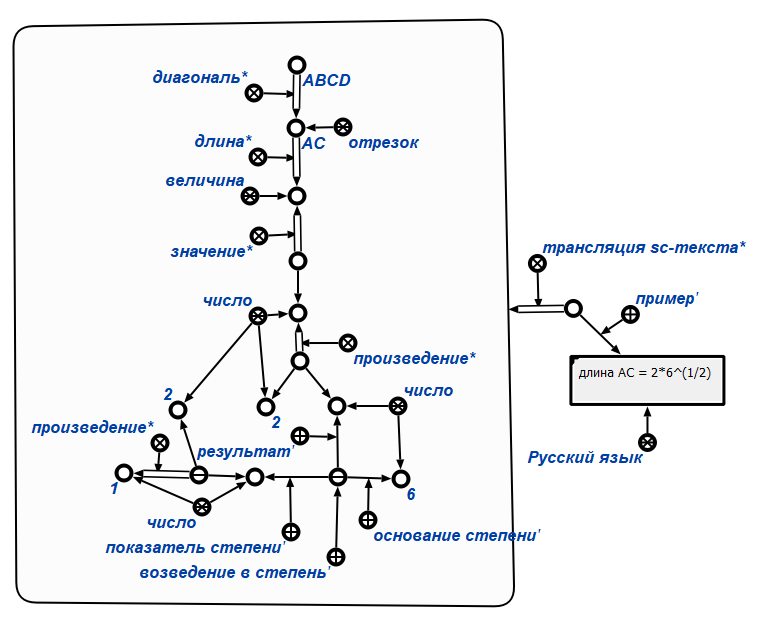 диагональ*
ABCD
длина*
AC
отрезок
величина
значение*
трансляция sc-текста*
число
пример'
произведение*
длина AC = 2*6^(1/2)
2
2
число
произведение*
результат'
Русский язык
1
6
число
показатель степени'
основание степени'
возведение в степень'